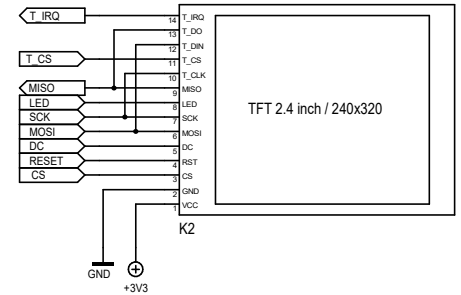 T_IRQ
T_CS
MISO
LED
SCK
MOSI
DC
RESET
CS
14 T_IRQ
13 T_DO
12 T_DIN
11 T_CS
10 T_CLK
9 MISO
8 LED
7 SCK
6 MOSI
5 DC
4 RST
3 CS
2 GND
1 VCC
TFT 2.4 inch / 240x320
K2
GND
+3V3